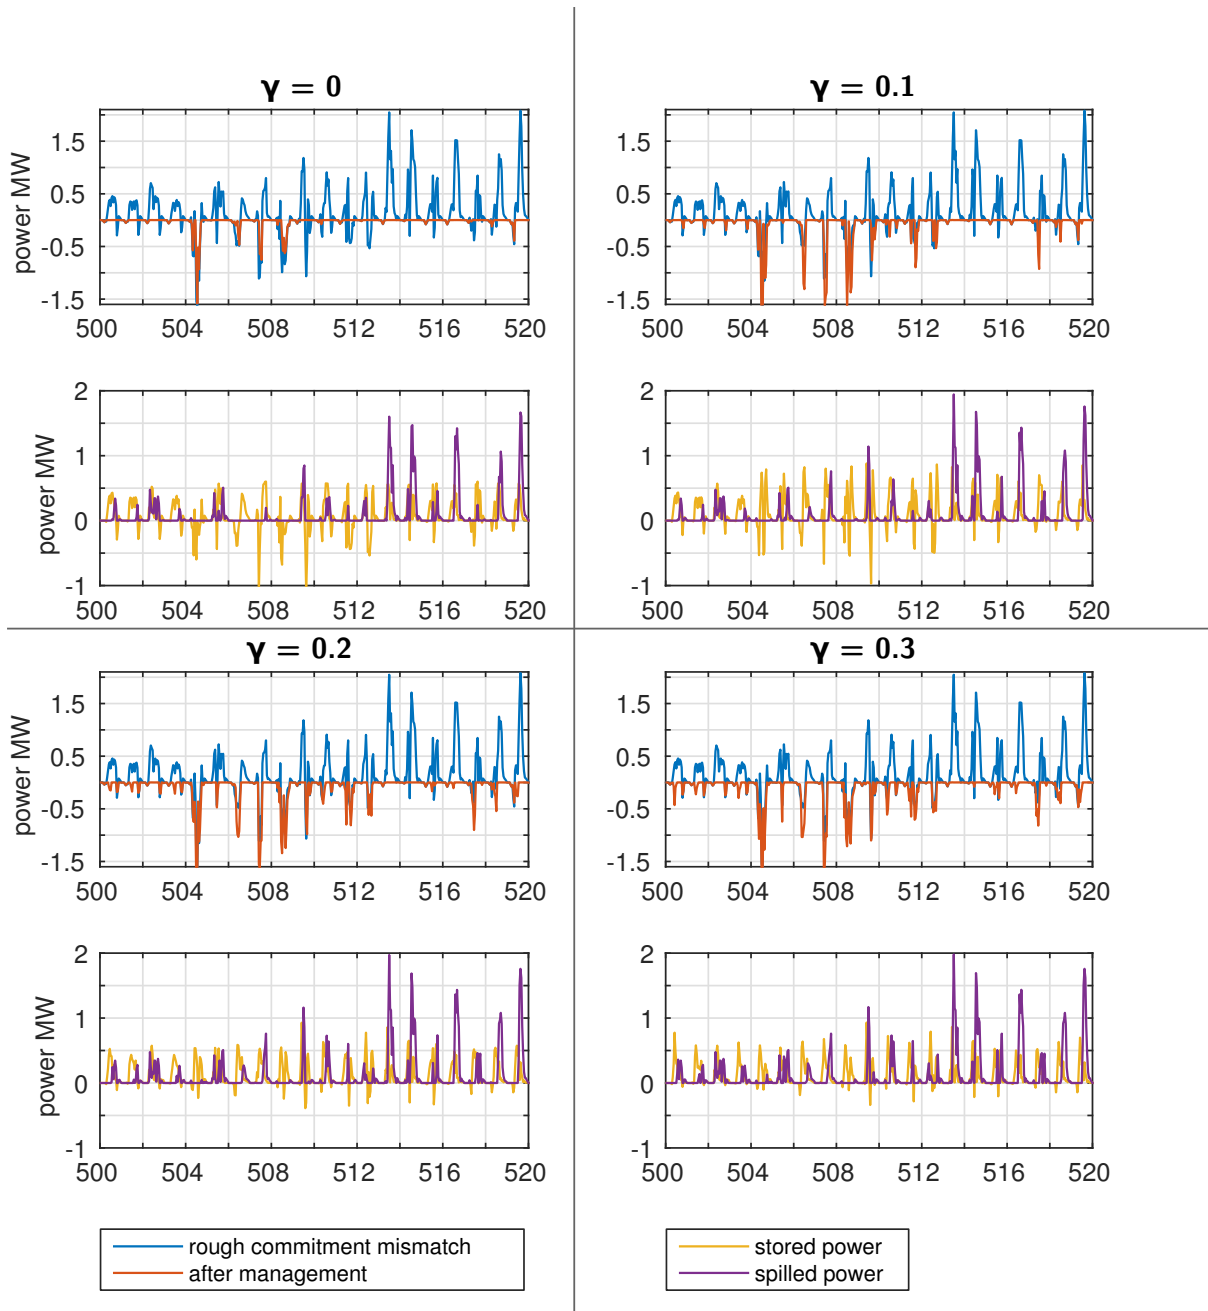 γ = 0
γ = 0.1
power MW
1.5
0.5
-0.5
-1.5
500 504 508 512 516 520
1.5
0.5
-0.5
-1.5
500 504 508 512 516 520
power MW
2
1
0
-1
500 504 508 512 516 520
2
1
0
-1
500 504 508 512 516 520
γ = 0.2
γ = 0.3
power MW
1.5
0.5
-0.5
-1.5
500 504 508 512 516 520
1.5
0.5
-0.5
-1.5
500 504 508 512 516 520
power MW
2
1
0
-1
500 504 508 512 516 520
2
1
0
-1
500 504 508 512 516 520
rough commitment mismatch
after management
stored power
spilled power